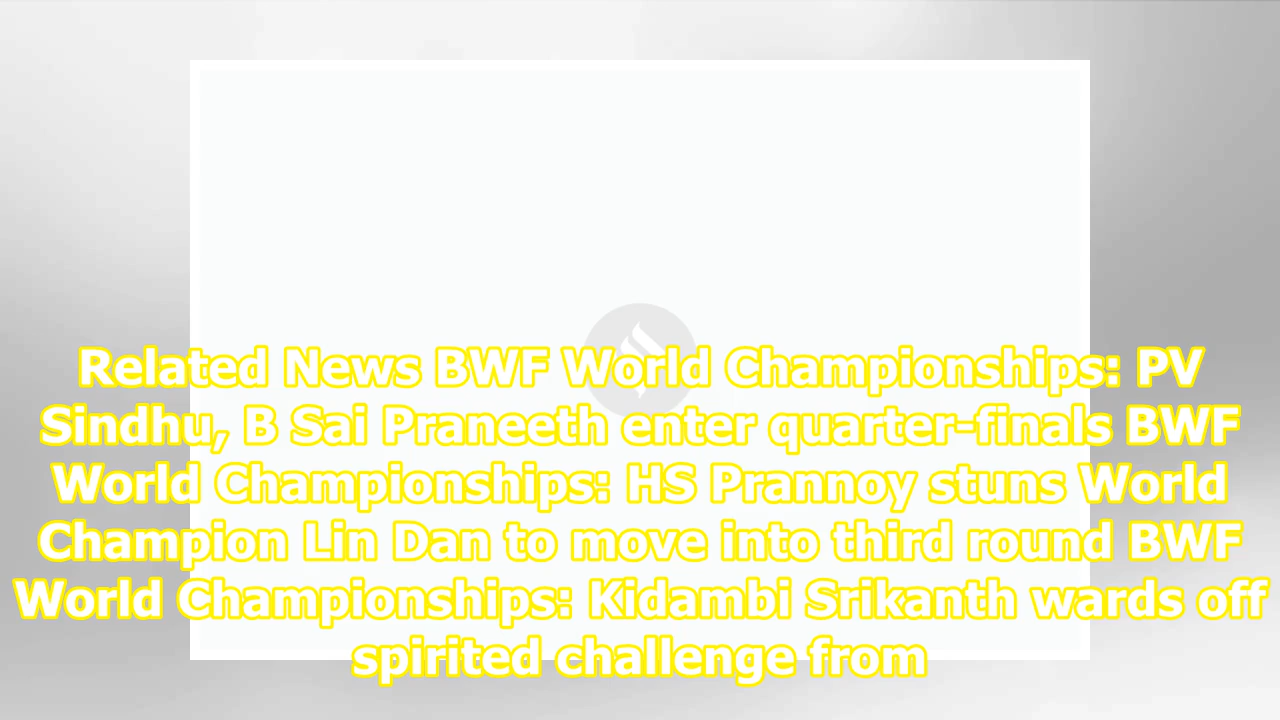 Related News BWF World Championships: PV
Sindhu, B Sai Praneeth enter quarter-finals BWF
World Championships: HS Prannoy stuns World
Champion Lin Dan to move into third round BWF
World Championships: Kidambi Srikanth wards off
spirited challenge from